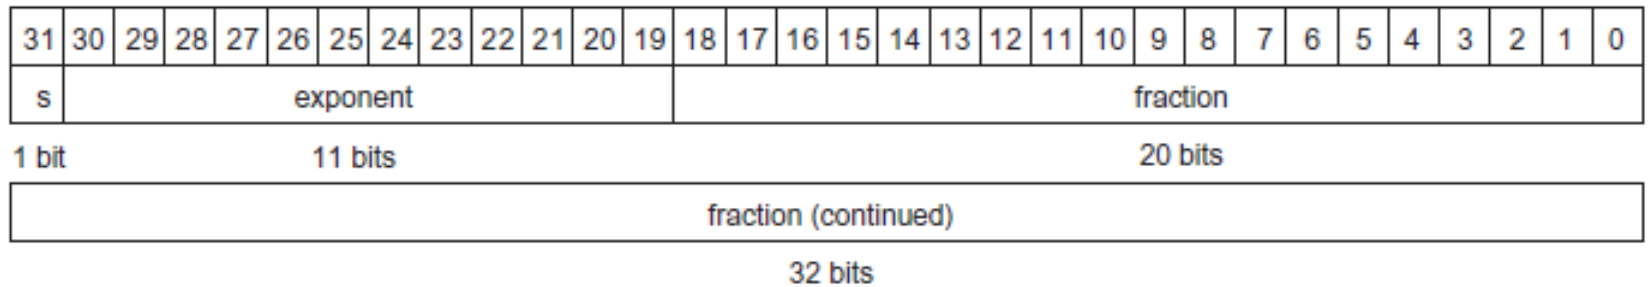 31 30 29 28 27 26 25 24 23 22 21 20 19 18 17 16 15 14 13 12 11 10 9 8 7 6 5 4 3 2 1 0
s exponent fraction
1 bit 11 bits 20 bits
fraction (continued)
32 bits